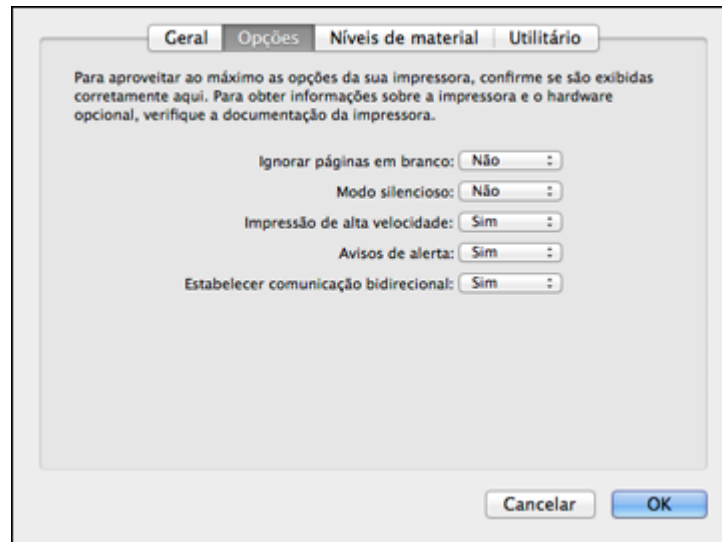 Geral Opções Níveis de material Utilitário
Para aproveitar ao máximo as opções da sua impressora, confirme se são exibidas
corretamente aqui. Para obter informações sobre a impressora e o hardware
opcional, verifique a documentação da impressora.
Ignorar páginas em branco: Não
Modo silencioso: Não
Impressão de alta velocidade: Sim
Avisos de alerta: Sim
Estabelecer comunicação bidirecional: Sim
Cancelar OK